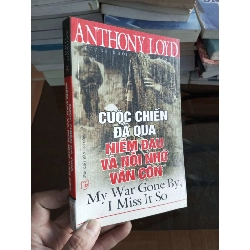 ANTHONY LOYD
CUỘC CHIẾN
ĐÃ QUA
NIỀM ĐAU
VÀ NỖI NHỚ
VẪN CÒN
My War Gone By,
I Miss It So